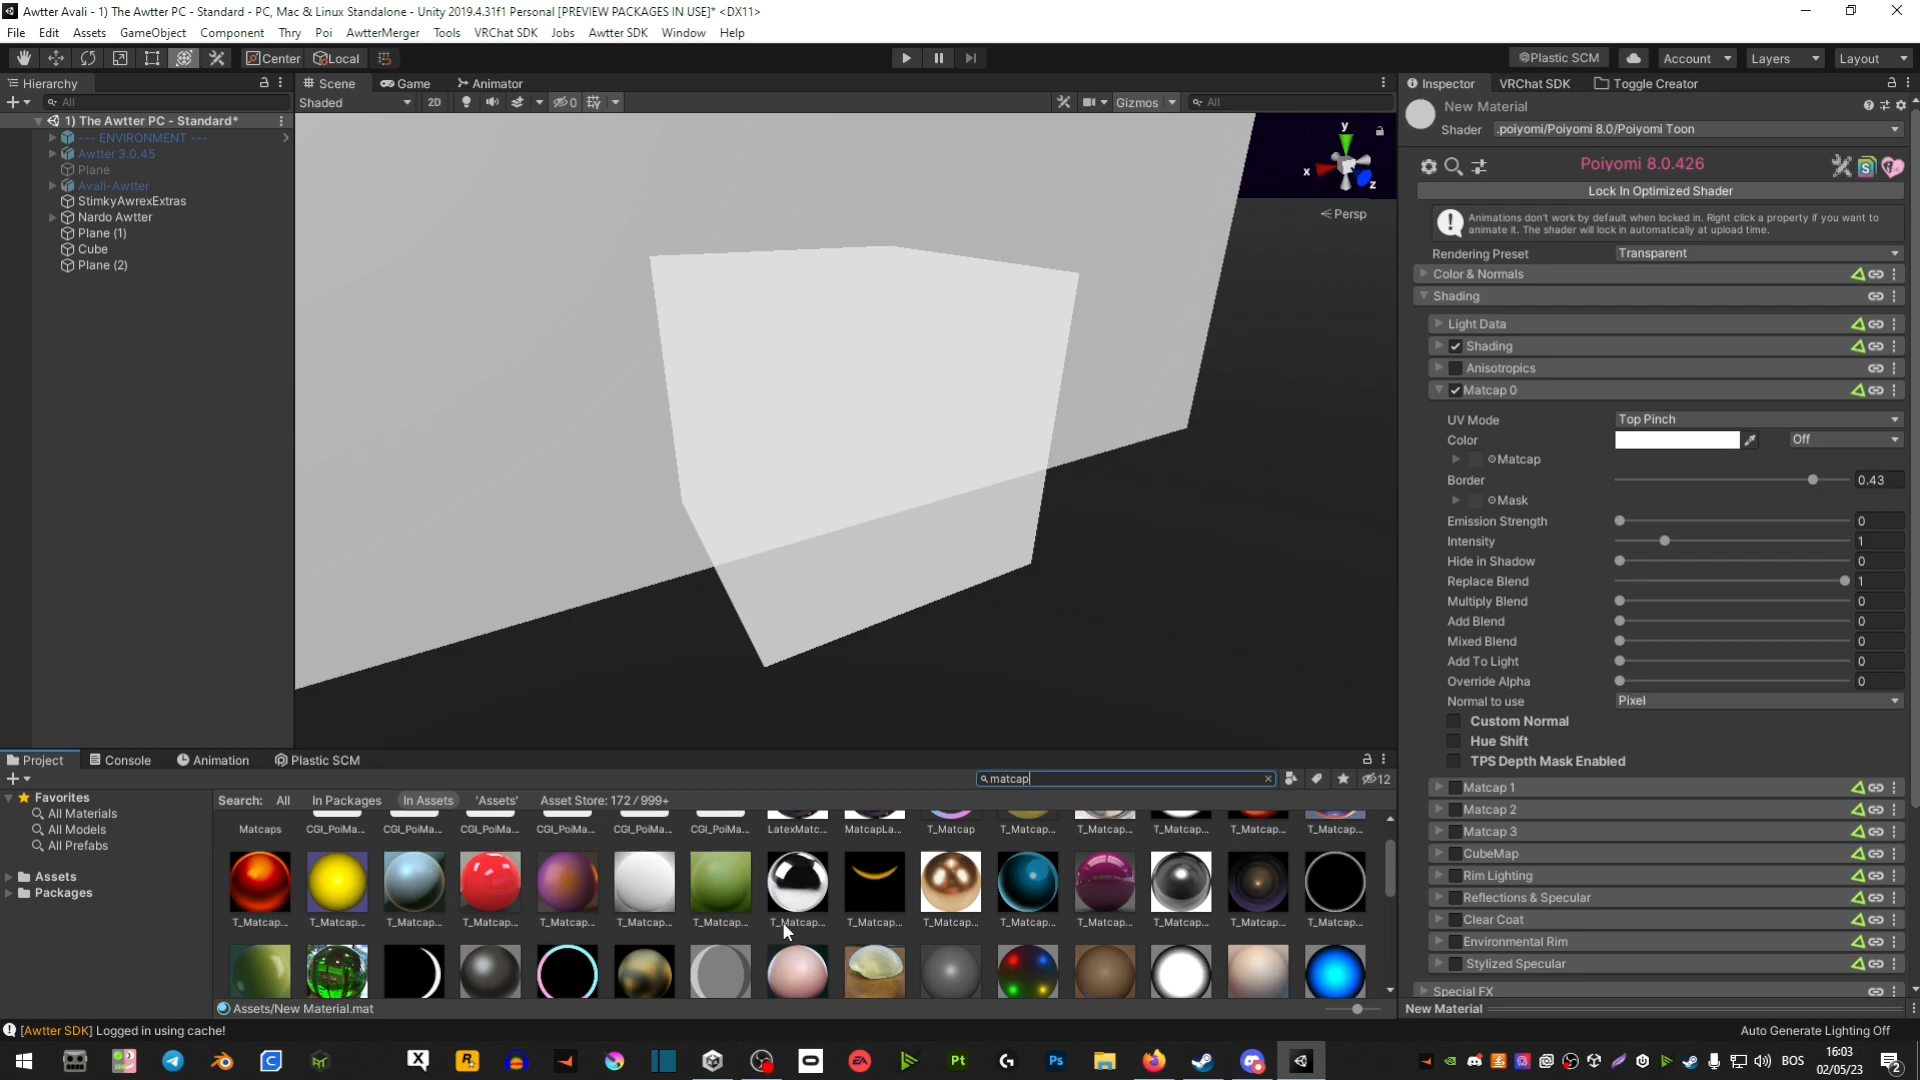 Awtter Avali - 1) The Awtter PC - Standard - PC, Mac & Linux Standalone - Unity 2019.4.31f1 Personal [PREVIEW PACKAGES IN USE]* <DX11>
File Edit Assets GameObject Component Thry Poi AwtterMerger Tools VRChat SDK Jobs Awtter SDK Window Help
Center Local Plastic SCM Account Layers Layout
Hierarchy
All
1) The Awtter PC - Standard*
--- ENVIRONMENT ---
Awtter 3.0.45
Plane
Avali-Awtter
StimkyAwrexExtras
Nardo Awtter
Plane (1)
Cube
Plane (2)
Scene Game Animator
Shaded 2D 0 Gizmos All
y
x
z
Persp
Inspector VRChat SDK Toggle Creator
New Material
Shader .poiyomi/Poiyomi 8.0/Poiyomi Toon
Poiyomi 8.0.426
Lock In Optimized Shader
Animations don't work by default when locked in. Right click a property if you want to
animate it. The shader will lock in automatically at upload time.
Rendering Preset Transparent
Color & Normals
Shading
Light Data
Shading
Anisotropics
Matcap 0
UV Mode Top Pinch
Color Off
Matcap
Border 0.43
Mask
Emission Strength 0
Intensity 1
Hide in Shadow 0
Replace Blend 1
Multiply Blend 0
Add Blend 0
Mixed Blend 0
Add To Light 0
Override Alpha 0
Normal to use Pixel
Custom Normal
Hue Shift
TPS Depth Mask Enabled
Matcap 1
Matcap 2
Matcap 3
CubeMap
Rim Lighting
Reflections & Specular
Clear Coat
Environmental Rim
Stylized Specular
Special FX
New Material
Project Console Animation Plastic SCM
matcap 12
Favorites
All Materials
All Models
All Prefabs
Assets
Packages
Search: All In Packages In Assets 'Assets' Asset Store: 172 / 999+
Matcaps CGI_PoiMa... CGI_PoiMa... CGI_PoiMa... CGI_PoiMa... CGI_PoiMa... CGI_PoiMa... LatexMatc... MatcapLa... T_Matcap T_Matcap... T_Matcap... T_Matcap... T_Matcap... T_Matcap...
T_Matcap... T_Matcap... T_Matcap... T_Matcap... T_Matcap... T_Matcap... T_Matcap... T_Matcap... T_Matcap... T_Matcap... T_Matcap... T_Matcap... T_Matcap... T_Matcap... T_Matcap...
Assets/New Material.mat
[Awtter SDK] Logged in using cache!
Auto Generate Lighting Off
X R Pt Ps EA
BOS
16:03
02/05/23
2